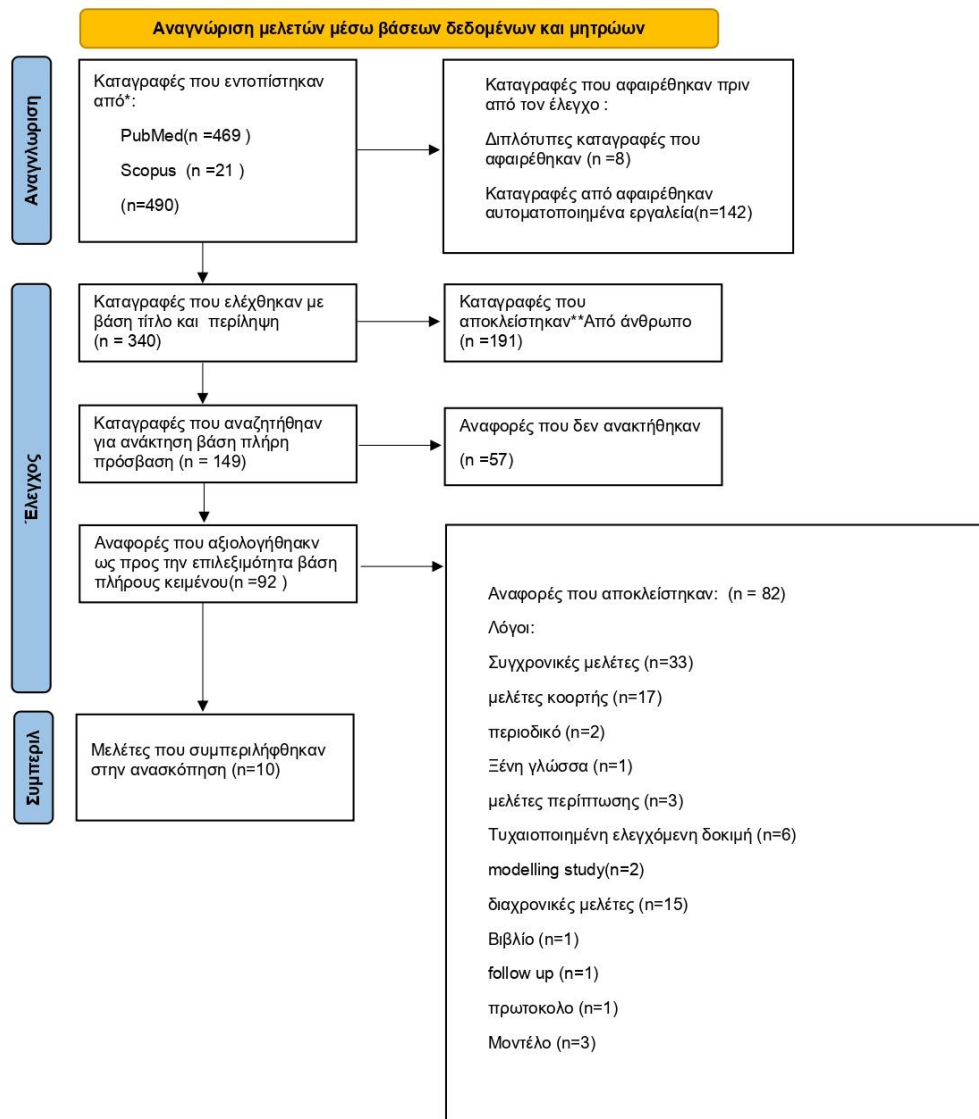 Αναγνώριση μελετών μέσω βάσεων δεδομένων και μητρώων
Αναγνλωριση
Καταγραφές που εντοπίστηκαν
από*:
PubMed(n =469 )
Scopus (n =21 )
(n=490)
Καταγραφές που αφαιρέθηκαν πριν
από τον έλεγχο :
Διπλότυπες καταγραφές που
αφαιρέθηκαν (n =8)
Καταγραφές από αφαιρέθηκαν
αυτοματοποιημένα εργαλεία(n=142)
Έλεγχος
Καταγραφές που ελέχθηκαν με
βάση τίτλο και περίληψη
(n = 340)
Καταγραφές που
αποκλείστηκαν**Από άνθρωπο
(n =191)
Καταγραφές που αναζητήθηαν
για ανάκτηση βάση πλήρη
πρόσβαση (n = 149)
Αναφορές που δεν ανακτήθηκαν
(n =57)
Αναφορές που αξιολογήθηακν
ως προς την επιλεξιμότητα βάση
πλήρους κειμένου(n =92 )
Αναφορές που αποκλείστηκαν: (n = 82)
Λόγοι:
Συγχρονικές μελέτες (n=33)
μελέτες κοορτής (n=17)
περιοδικό (n=2)
Ξένη γλώσσα (n=1)
μελέτες περίπτωσης (n=3)
Τυχαιοποιημένη ελεγχόμενη δοκιμή (n=6)
modelling study(n=2)
διαχρονικές μελέτες (n=15)
Βιβλίο (n=1)
follow up (n=1)
πρωτοκολο (n=1)
Μοντέλο (n=3)
Συμπεριλ
Μελέτες που συμπεριλήφθηκαν
στην ανασκόπηση (n=10)